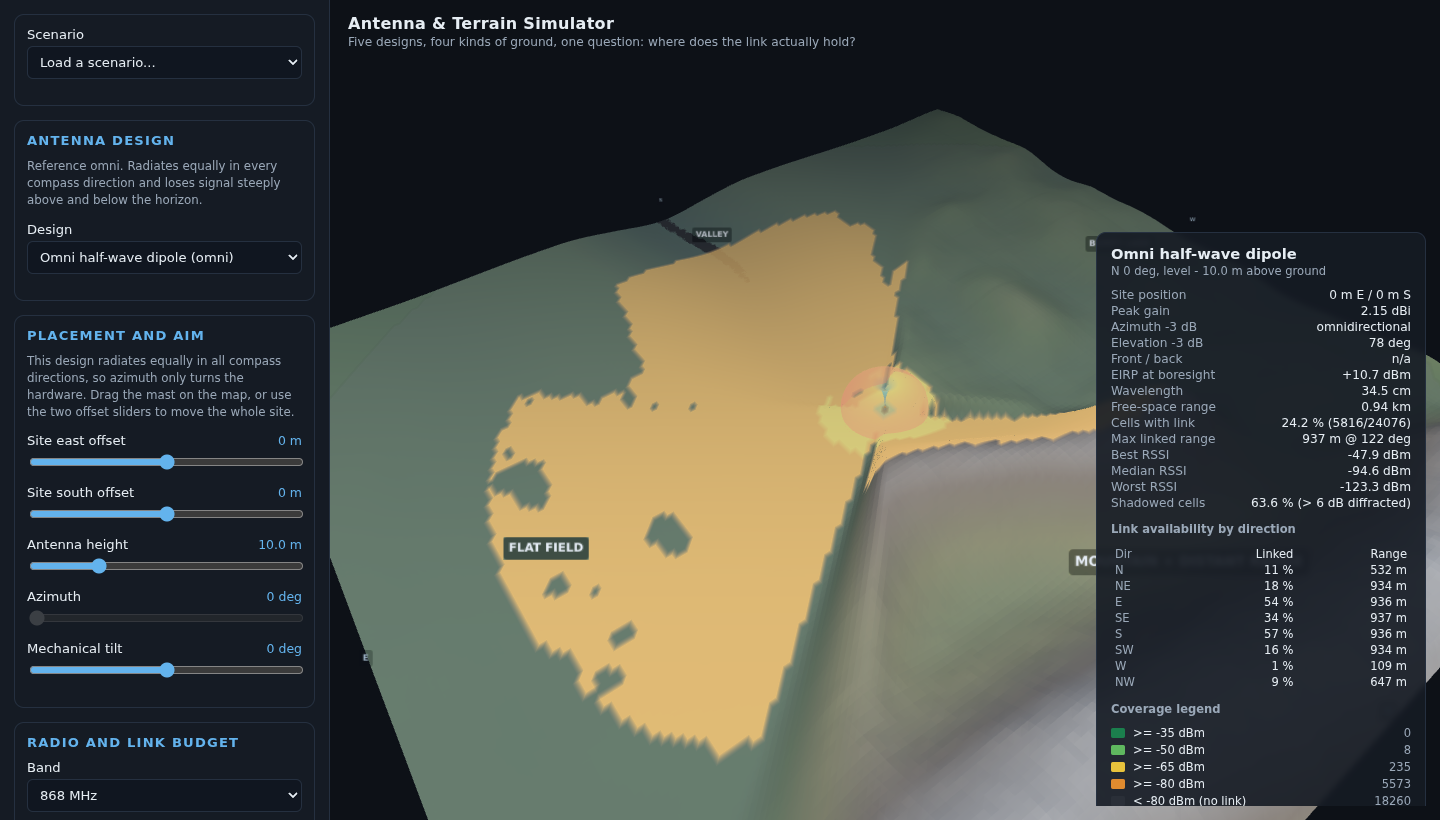 Scenario
Load a scenario...
ANTENNA DESIGN
Reference omni. Radiates equally in every
compass direction and loses signal steeply
above and below the horizon.
Design
Omni half-wave dipole (omni)
PLACEMENT AND AIM
This design radiates equally in all compass
directions, so azimuth only turns the
hardware. Drag the mast on the map, or use
the two offset sliders to move the whole site.
Site east offset 0 m
Site south offset 0 m
Antenna height 10.0 m
Azimuth 0 deg
Mechanical tilt 0 deg
RADIO AND LINK BUDGET
Band
868 MHz
Antenna & Terrain Simulator
Five designs, four kinds of ground, one question: where does the link actually hold?
VALLEY
W
B
FLAT FIELD
MO
E
Omni half-wave dipole
N 0 deg, level - 10.0 m above ground
Site position 0 m E / 0 m S
Peak gain 2.15 dBi
Azimuth -3 dB omnidirectional
Elevation -3 dB 78 deg
Front / back n/a
EIRP at boresight +10.7 dBm
Wavelength 34.5 cm
Free-space range 0.94 km
Cells with link 24.2 % (5816/24076)
Max linked range 937 m @ 122 deg
Best RSSI -47.9 dBm
Median RSSI -94.6 dBm
Worst RSSI -123.3 dBm
Shadowed cells 63.6 % (> 6 dB diffracted)
Link availability by direction
Dir Linked Range
N 11 % 532 m
NE 18 % 934 m
E 54 % 936 m
SE 34 % 937 m
S 57 % 936 m
SW 16 % 934 m
W 1 % 109 m
NW 9 % 647 m
Coverage legend
>= -35 dBm 0
>= -50 dBm 8
>= -65 dBm 235
>= -80 dBm 5573
< -80 dBm (no link) 18260